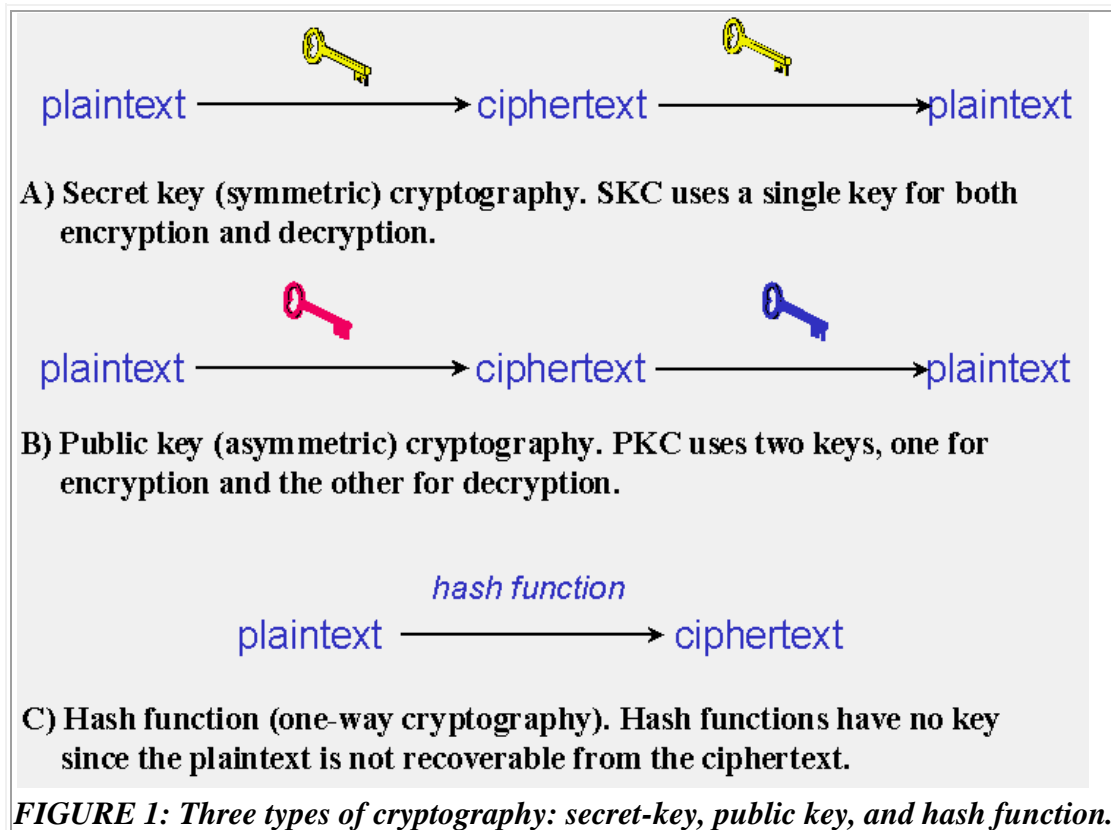 plaintext ciphertext plaintext
A) Secret key (symmetric) cryptography. SKC uses a single key for both
encryption and decryption.
plaintext ciphertext plaintext
B) Public key (asymmetric) cryptography. PKC uses two keys, one for
encryption and the other for decryption.
hash function
plaintext ciphertext
C) Hash function (one-way cryptography). Hash functions have no key
since the plaintext is not recoverable from the ciphertext.
FIGURE 1: Three types of cryptography: secret-key, public key, and hash function.